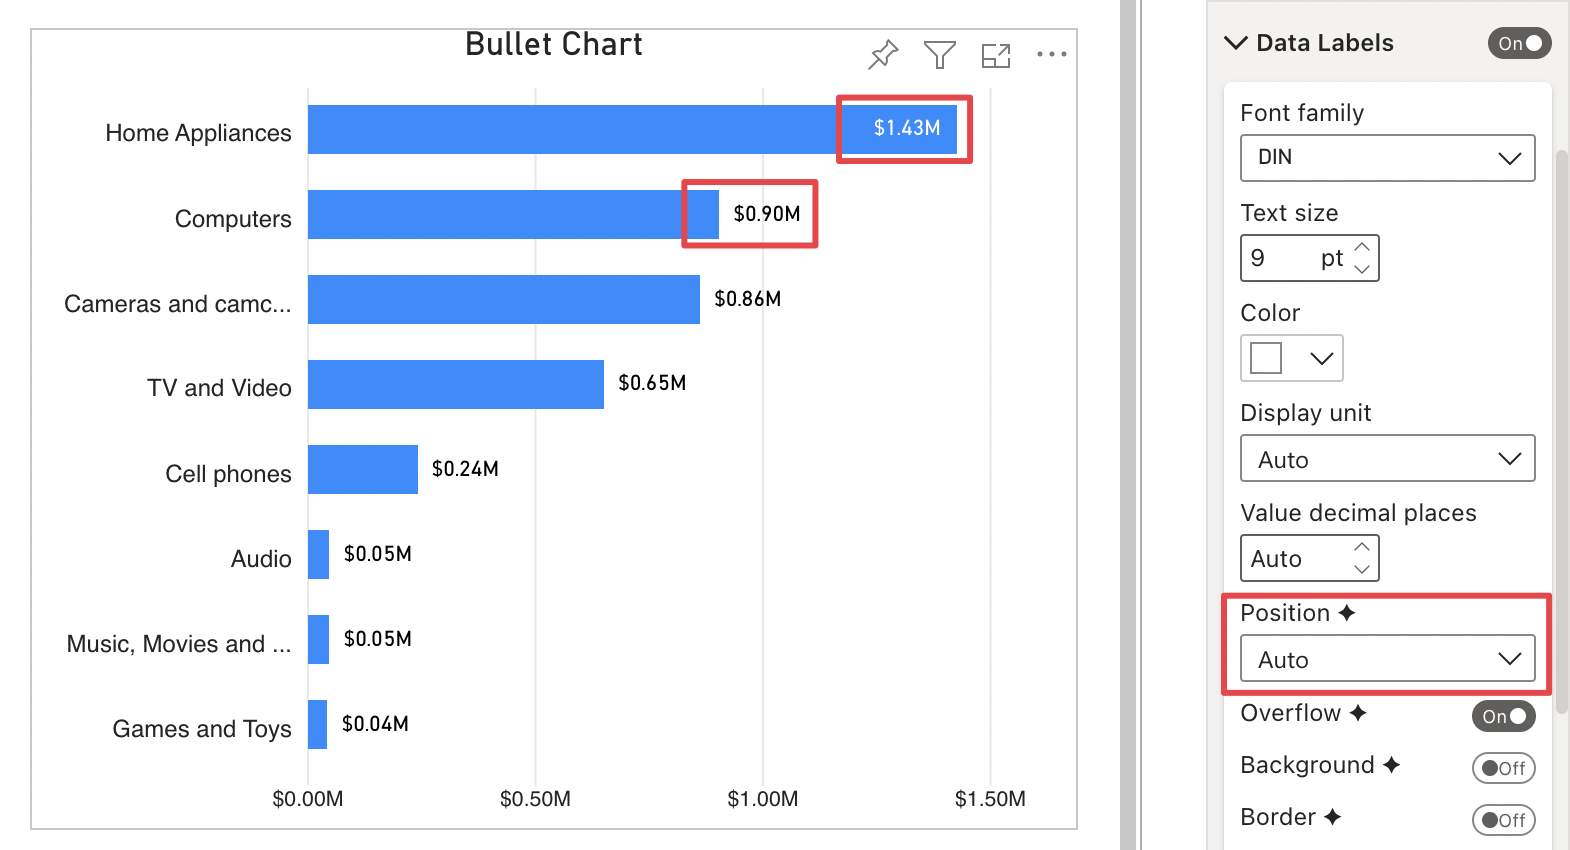 Bullet Chart
Home Appliances
$1.43M
Computers
$0.90M
Cameras and camc...
$0.86M
TV and Video
$0.65M
Cell phones
$0.24M
Audio
$0.05M
Music, Movies and ...
$0.05M
Games and Toys
$0.04M
$0.00M
$0.50M
$1.00M
$1.50M
Data Labels
On
Font family
DIN
Text size
9 pt
Color
Display unit
Auto
Value decimal places
Auto
Position
Auto
Overflow
On
Background
Off
Border
Off